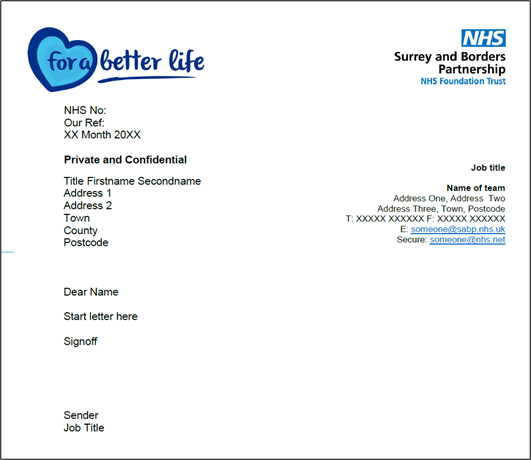 for a better life
NHS
Surrey and Borders
Partnership
NHS Foundation Trust
NHS No:
Our Ref:
XX Month 20XX
Private and Confidential
Title Firstname Secondname
Address 1
Address 2
Town
County
Postcode
Job title
Name of team
Address One, Address  Two
Address Three, Town, Postcode
T: XXXXX XXXXXX F: XXXXX XXXXXX
E: someone@sabp.nhs.uk
Secure: someone@nhs.net
Dear Name
Start letter here
Signoff
Sender
Job Title